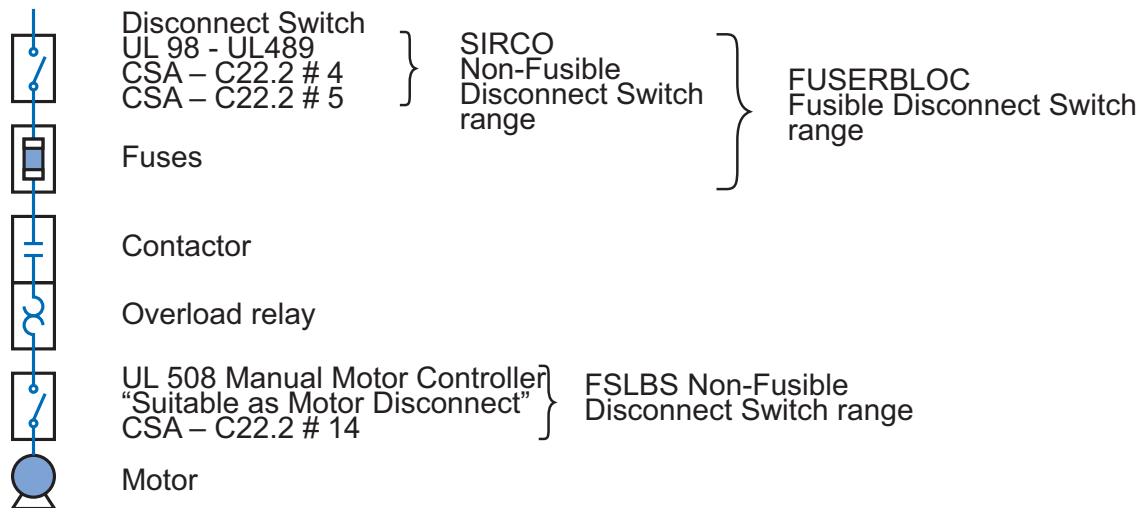 Disconnect Switch
UL 98 - UL489
CSA – C22.2 # 4
CSA – C22.2 # 5
SIRCO
Non-Fusible
Disconnect Switch
range
FUSERBLOC
Fusible Disconnect Switch
range
Fuses
Contactor
Overload relay
UL 508 Manual Motor Controller
“Suitable as Motor Disconnect”
CSA – C22.2 # 14
FSLBS Non-Fusible
Disconnect Switch range
Motor